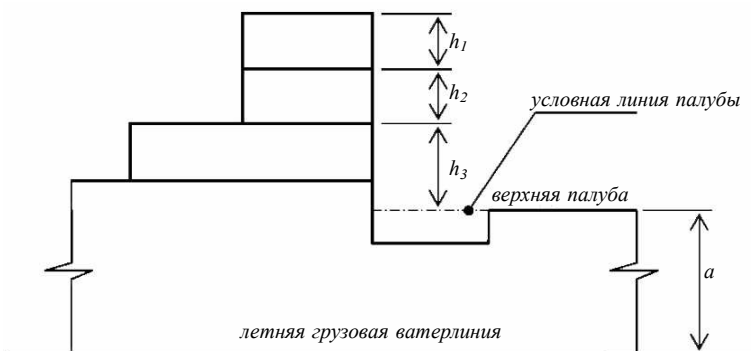 h1
h2
условная линия палубы
h3
верхняя палуба
a
летняя грузовая ватерлиния